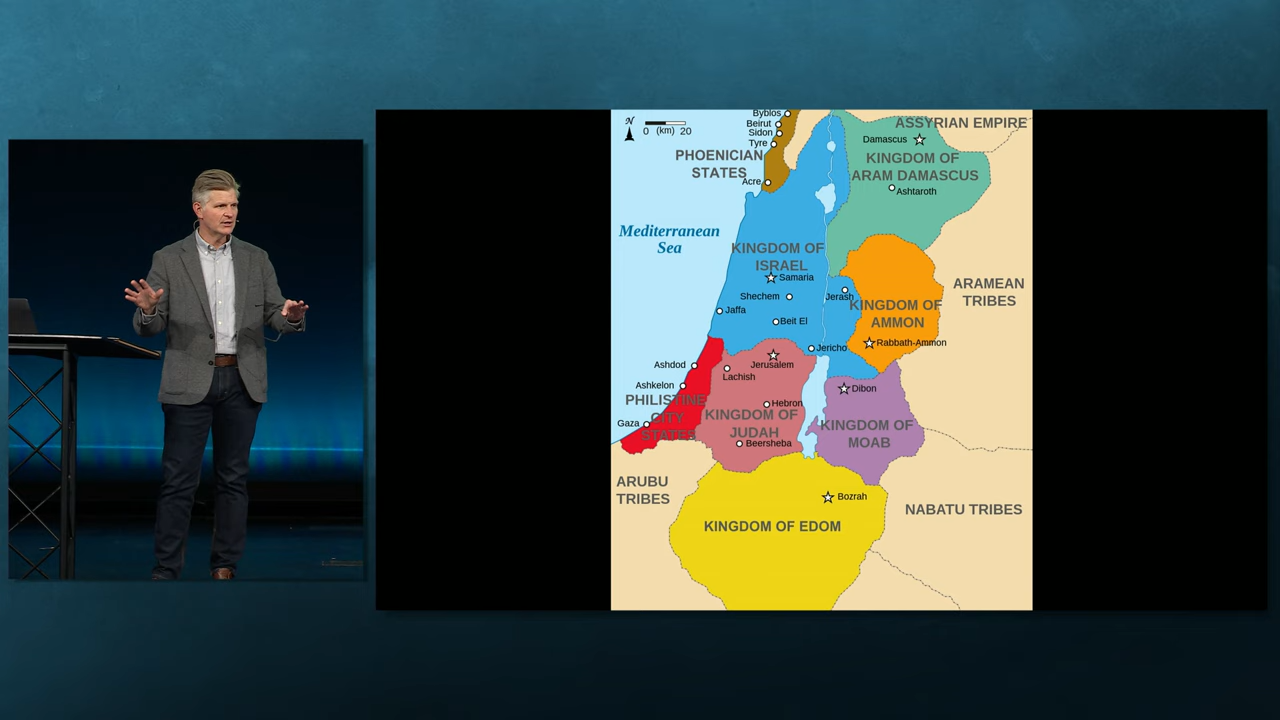 N
0 (km) 20
Byblos
Beirut
Sidon
Tyre
PHOENICIAN
STATES
Acre
ASSYRIAN EMPIRE
Damascus
KINGDOM OF
ARAM DAMASCUS
Ashtaroth
Mediterranean
Sea
KINGDOM OF
ISRAEL
Samaria
Shechem
Jaffa
Beit El
Jerash
KINGDOM OF
AMMON
Rabbath-Ammon
ARAMEAN
TRIBES
Jericho
Jerusalem
Ashdod
Lachish
Ashkelon
PHILISTINE
CITY
STATES
Gaza
Hebron
KINGDOM OF
JUDAH
Beersheba
Dibon
KINGDOM OF
MOAB
ARUBU
TRIBES
Bozrah
KINGDOM OF EDOM
NABATU TRIBES